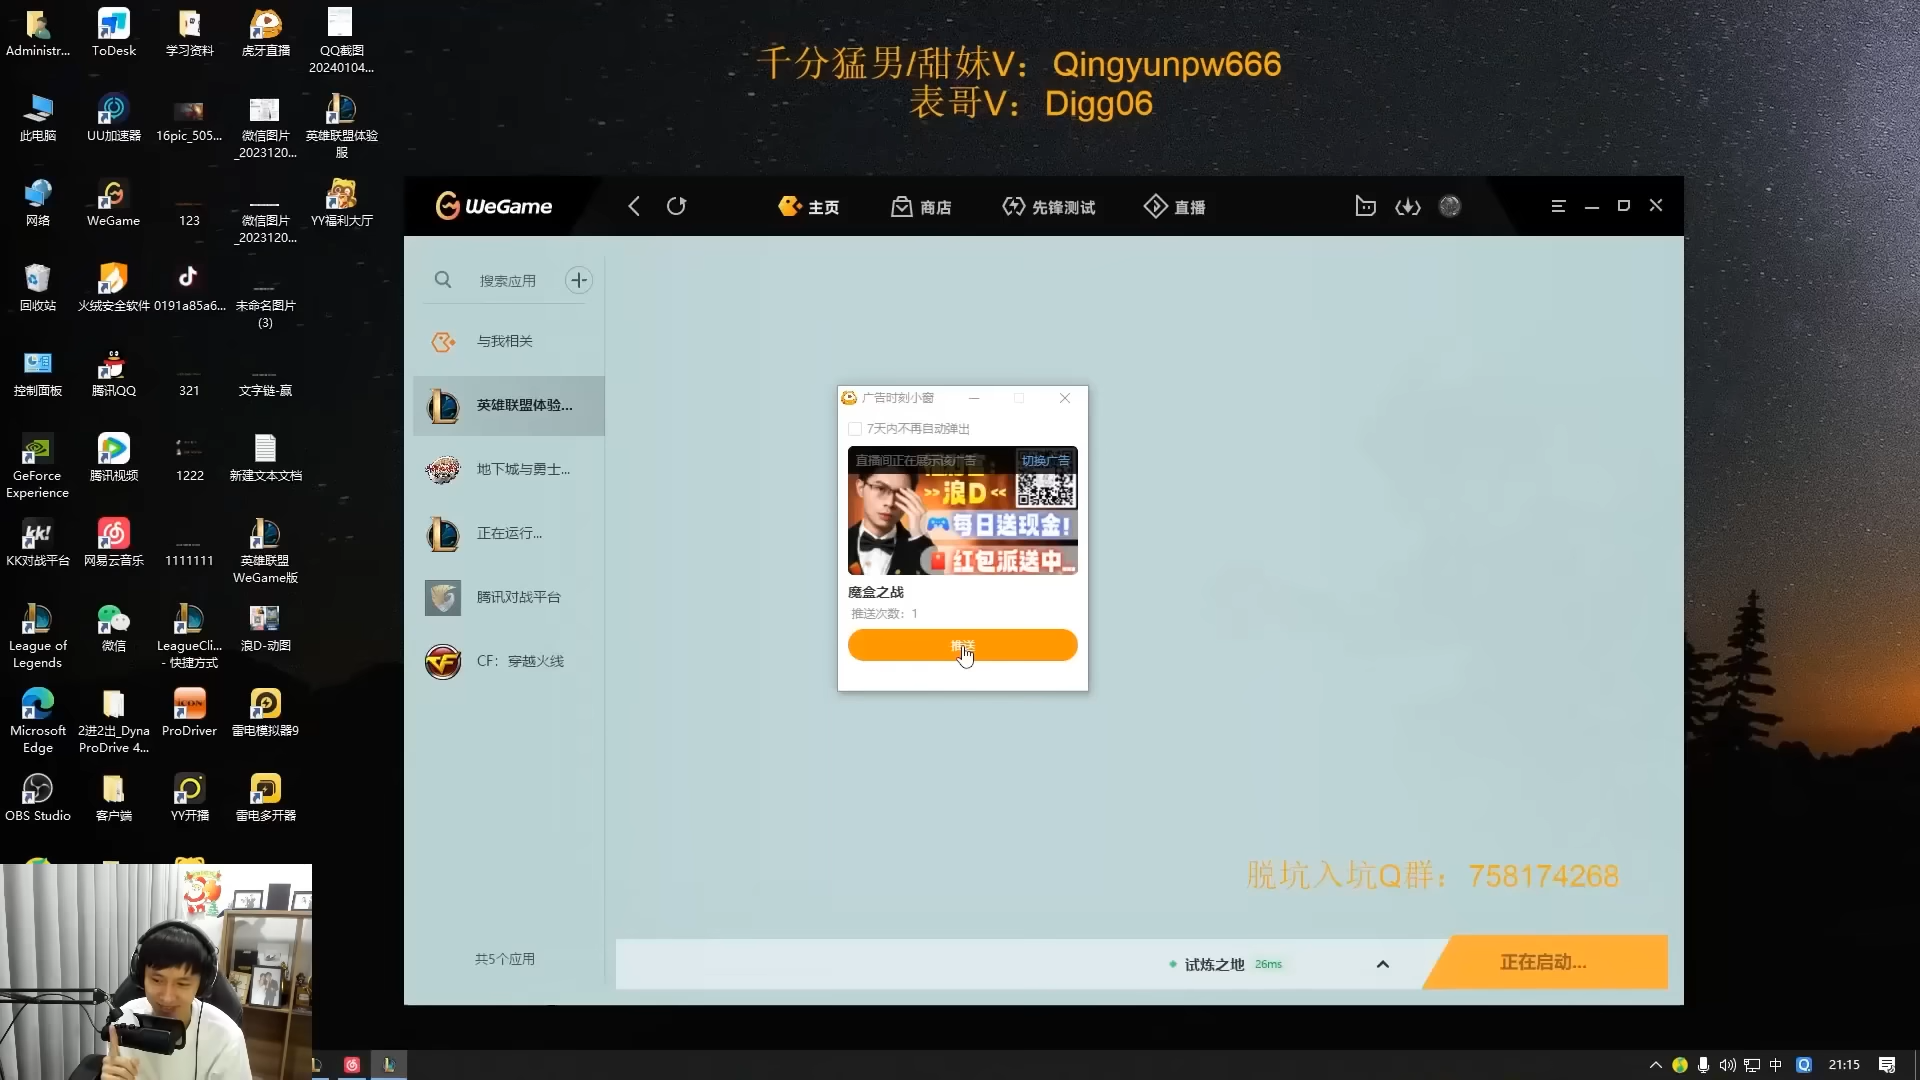 Administr...
ToDesk
学习资料
虎牙直播
QQ截图
20240104...
此电脑
UU加速器
16pic_505...
微信图片
_2023120...
英雄联盟体验
服
网络
WeGame
123
微信图片
_2023120...
YY福利大厅
回收站
火绒安全软件
0191a85a6...
未命名图片
(3)
控制面板
腾讯QQ
321
文字链-赢
GeForce
Experience
腾讯视频
1222
新建文本文档
kk!
KK对战平台
网易云音乐
1111111
英雄联盟
WeGame版
League of
Legends
微信
LeagueCli...
- 快捷方式
浪D-动图
Microsoft
Edge
2进2出_Dyna
ProDrive 4...
ICON
ProDriver
雷电模拟器9
OBS Studio
客户端
YY开播
雷电多开器
千分猛男/甜妹V：Qingyunpw666
表哥V：Digg06
WeGame
主页
商店
先锋测试
直播
搜索应用
与我相关
英雄联盟体验...
地下城与勇士...
正在运行...
腾讯对战平台
CF
CF：穿越火线
共5个应用
广告时刻小窗
7天内不再自动弹出
直播间正在展示该广告
切换广告
>>浪D<<
每日送现金!
红包派送中...
魔盒之战
推送次数：1
推送
脱坑入坑Q群：758174268
试炼之地
26ms
正在启动...
中
21:15